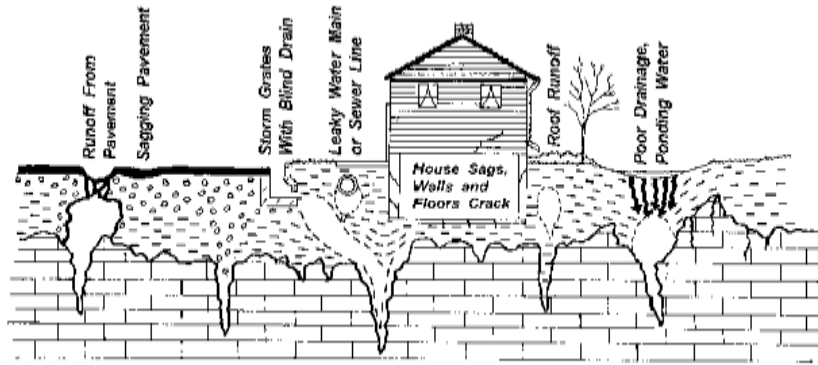 Runoff From
Pavement
Sagging Pavement
Storm Grates
With Blind Drain
Leaky Water Main
or Sewer Line
House Sags,
Walls and
Floors Crack
Roof Runoff
Poor Drainage,
Ponding Water